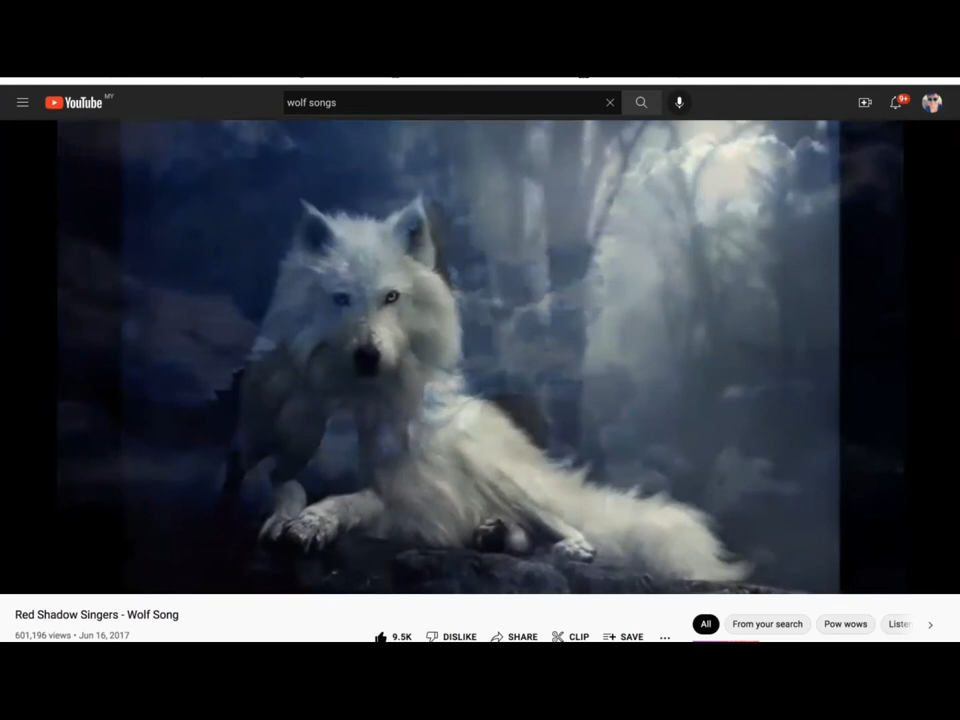 YouTube MY
wolf songs
9+
Red Shadow Singers - Wolf Song
601,196 views • Jun 16, 2017
9.5K DISLIKE SHARE CLIP SAVE ...
All From your search Pow wows